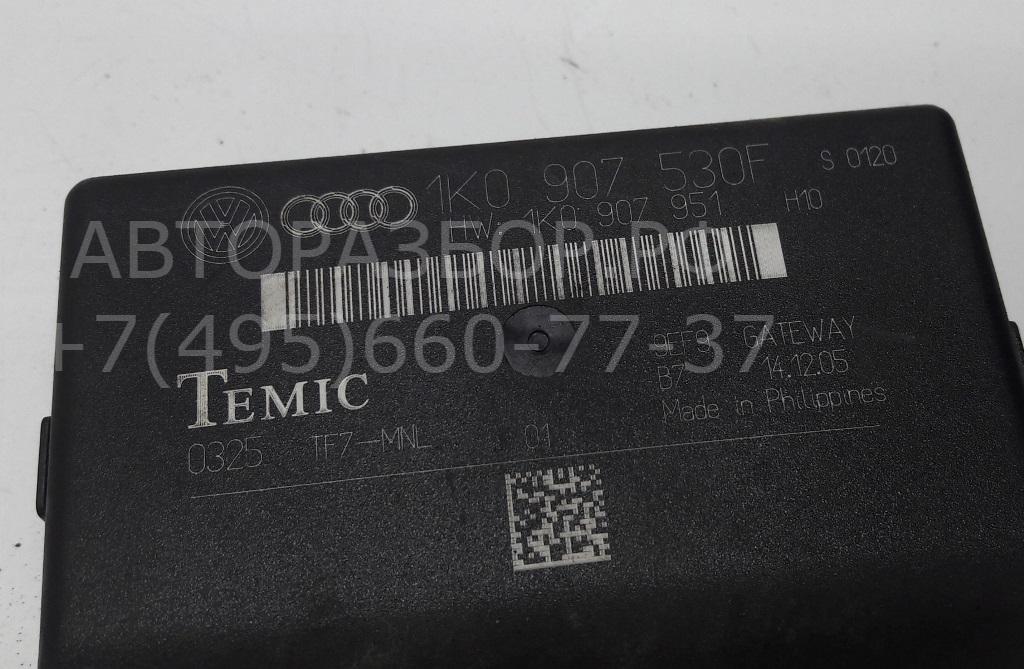 1K0 907 530F S 0120
HW: 1K0 907 951 H10
АВТОРАЗБОР.РФ
+7(495)660-77-37
GATEWAY
B7 14.12.05
TEMIC
Made in Philippines
0325 TF7-MNL 01